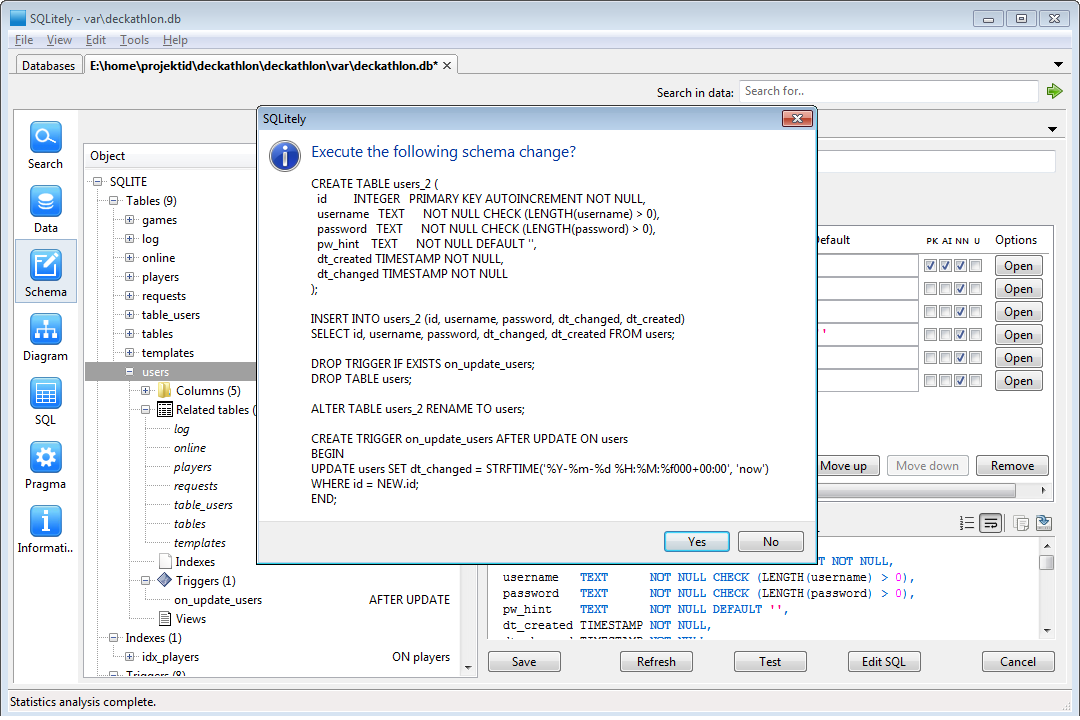 SQLitely - var\deckathlon.db
File View Edit Tools Help
Databases E:\home\projektid\deckathlon\deckathlon\var\deckathlon.db*
Search in data: Search for..
Search
Data
Schema
Diagram
SQL
Pragma
Informati..
Object
SQLITE
Tables (9)
games
log
online
players
requests
table_users
tables
templates
users
Columns (5)
Related tables (
log
online
players
requests
table_users
tables
templates
Indexes
Triggers (1)
on_update_users AFTER UPDATE
Views
Indexes (1)
idx_players ON players
Triggers (8)
SQLitely
Execute the following schema change?
CREATE TABLE users_2 (
id INTEGER PRIMARY KEY AUTOINCREMENT NOT NULL,
username TEXT NOT NULL CHECK (LENGTH(username) > 0),
password TEXT NOT NULL CHECK (LENGTH(password) > 0),
pw_hint TEXT NOT NULL DEFAULT '',
dt_created TIMESTAMP NOT NULL,
dt_changed TIMESTAMP NOT NULL
);
INSERT INTO users_2 (id, username, password, dt_changed, dt_created)
SELECT id, username, password, dt_changed, dt_created FROM users;
DROP TRIGGER IF EXISTS on_update_users;
DROP TABLE users;
ALTER TABLE users_2 RENAME TO users;
CREATE TRIGGER on_update_users AFTER UPDATE ON users
BEGIN
UPDATE users SET dt_changed = STRFTIME('%Y-%m-%d %H:%M:%f000+00:00', 'now')
WHERE id = NEW.id;
END;
Yes No
efault PK AI NN U Options
Open
Open
Open
' Open
Open
Open
Move up Move down Remove
T NOT NULL,
username TEXT NOT NULL CHECK (LENGTH(username) > 0),
password TEXT NOT NULL CHECK (LENGTH(password) > 0),
pw_hint TEXT NOT NULL DEFAULT '',
dt_created TIMESTAMP NOT NULL,
dt_changed TIMESTAMP NOT NULL
Save Refresh Test Edit SQL Cancel
Statistics analysis complete.